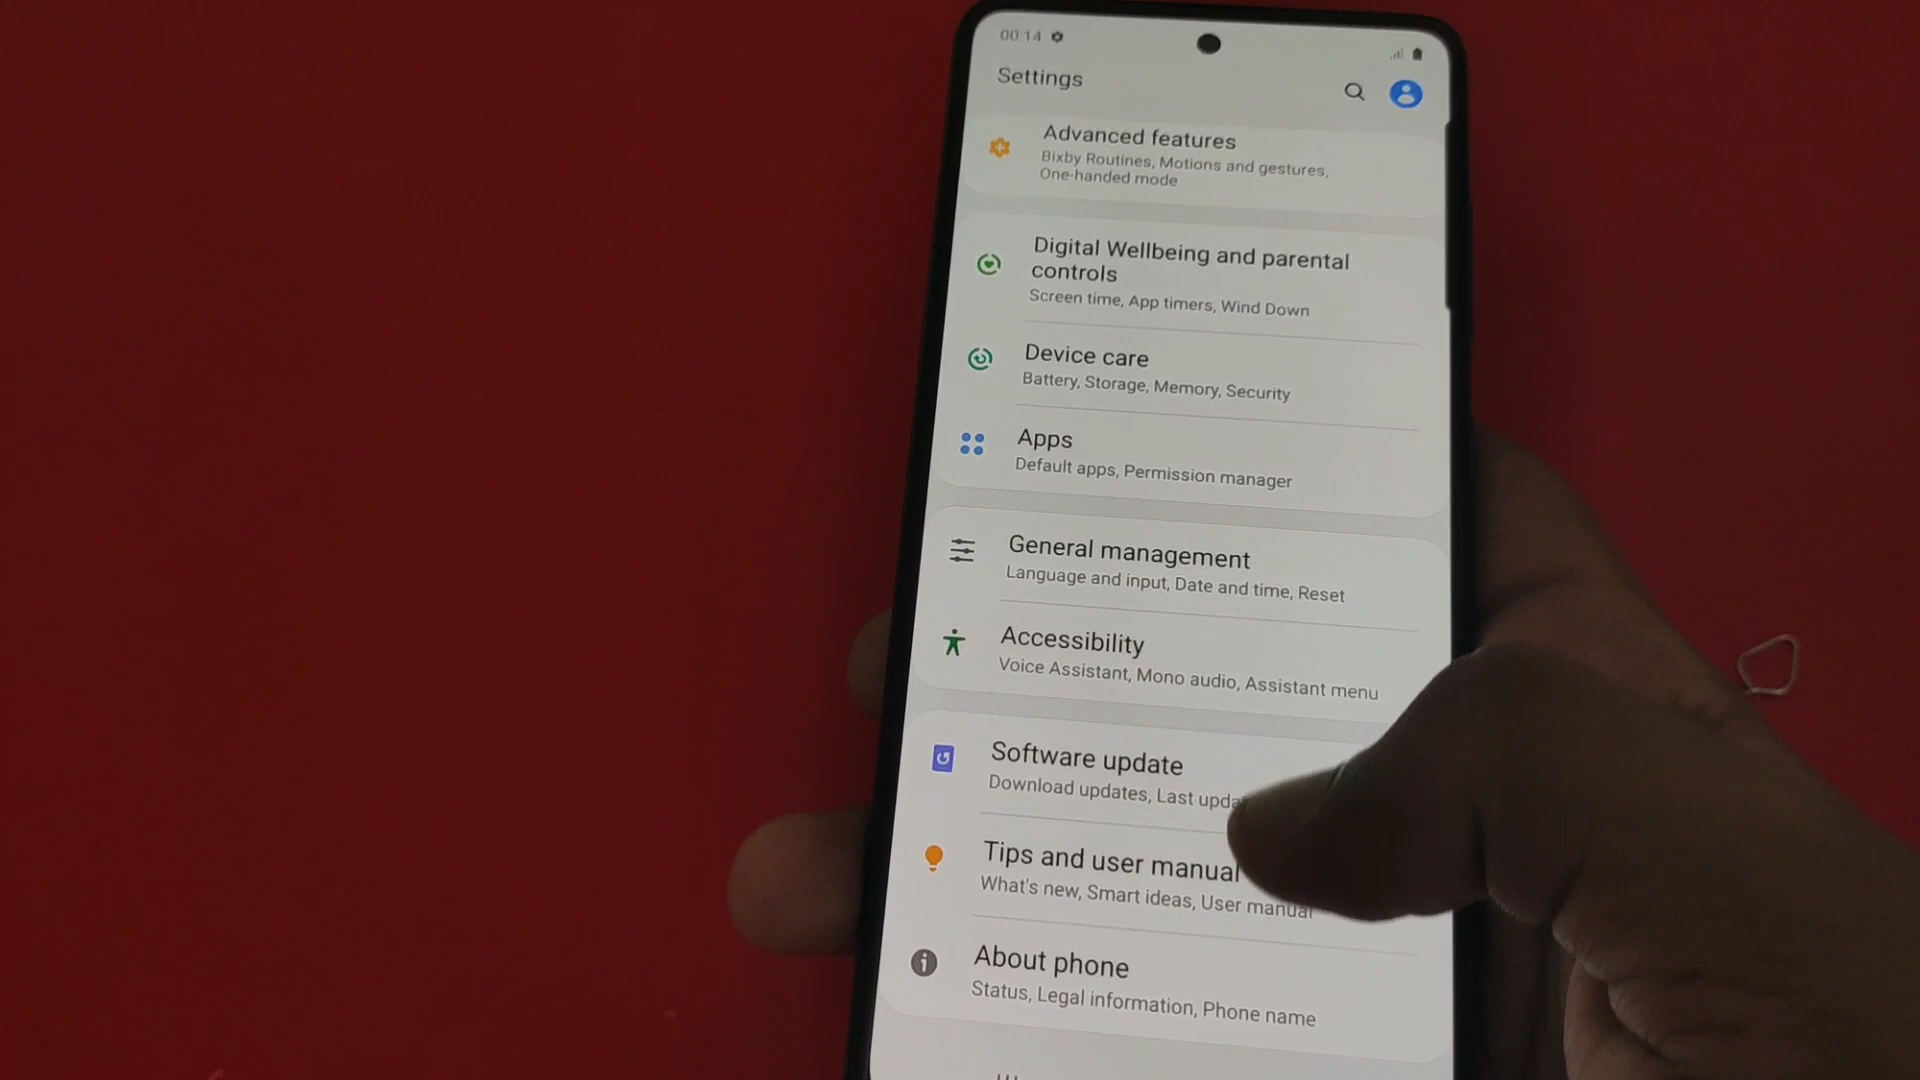 00:14
Settings
Advanced features
Bixby Routines, Motions and gestures,
One-handed mode
Digital Wellbeing and parental
controls
Screen time, App timers, Wind Down
Device care
Battery, Storage, Memory, Security
Apps
Default apps, Permission manager
General management
Language and input, Date and time, Reset
Accessibility
Voice Assistant, Mono audio, Assistant menu
Software update
Download updates, Last
Tips and user manual
What's new, Smart ideas, User manual
About phone
Status, Legal information, Phone name